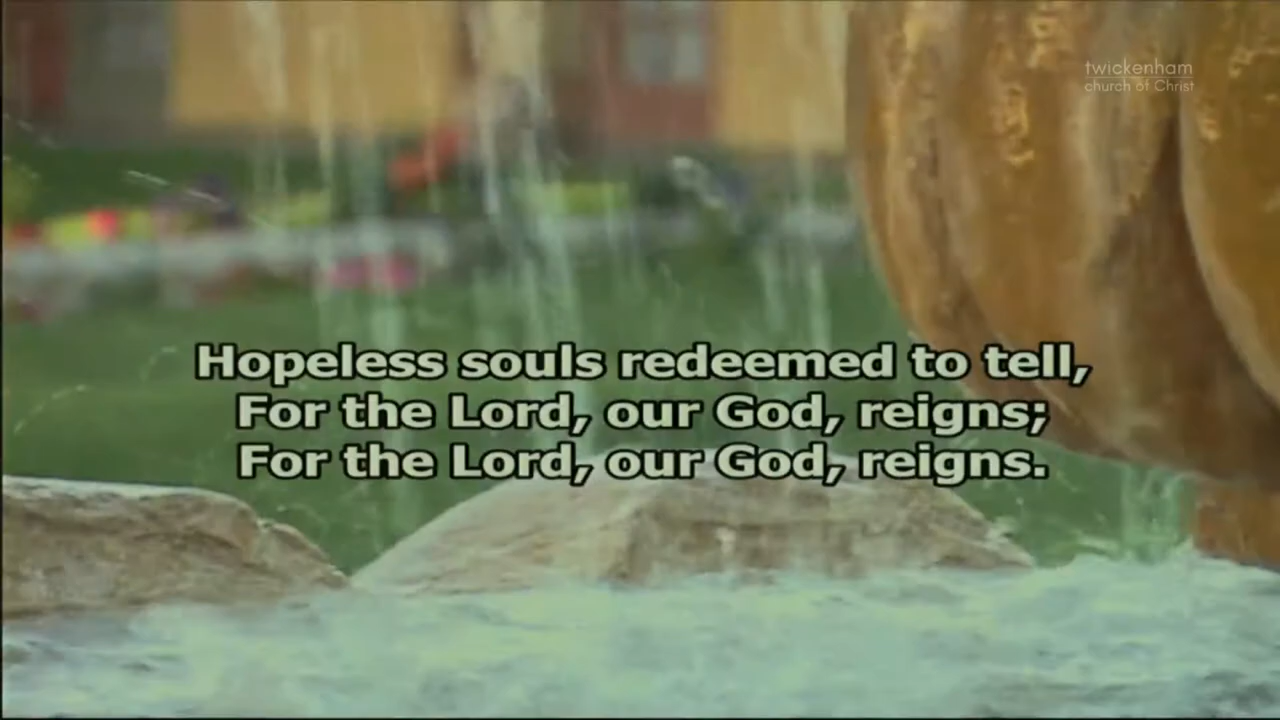 twickenham
church of Christ
Hopeless souls redeemed to tell,
For the Lord, our God, reigns;
For the Lord, our God, reigns.